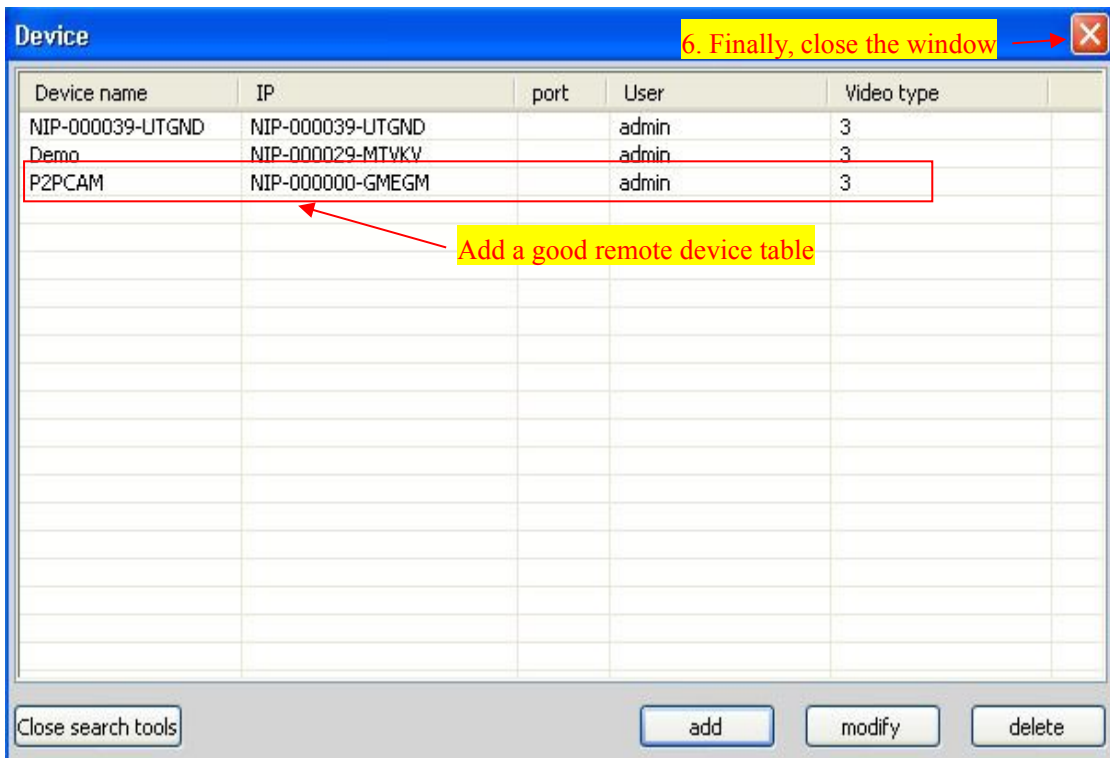 Device
6. Finally, close the window
Device name IP port User Video type
NIP-000039-UTGND NIP-000039-UTGND admin 3
Demo NIP-000029-MTVKV admin 3
P2PCAM NIP-000000-GMEGM admin 3
Add a good remote device table
Close search tools add modify delete